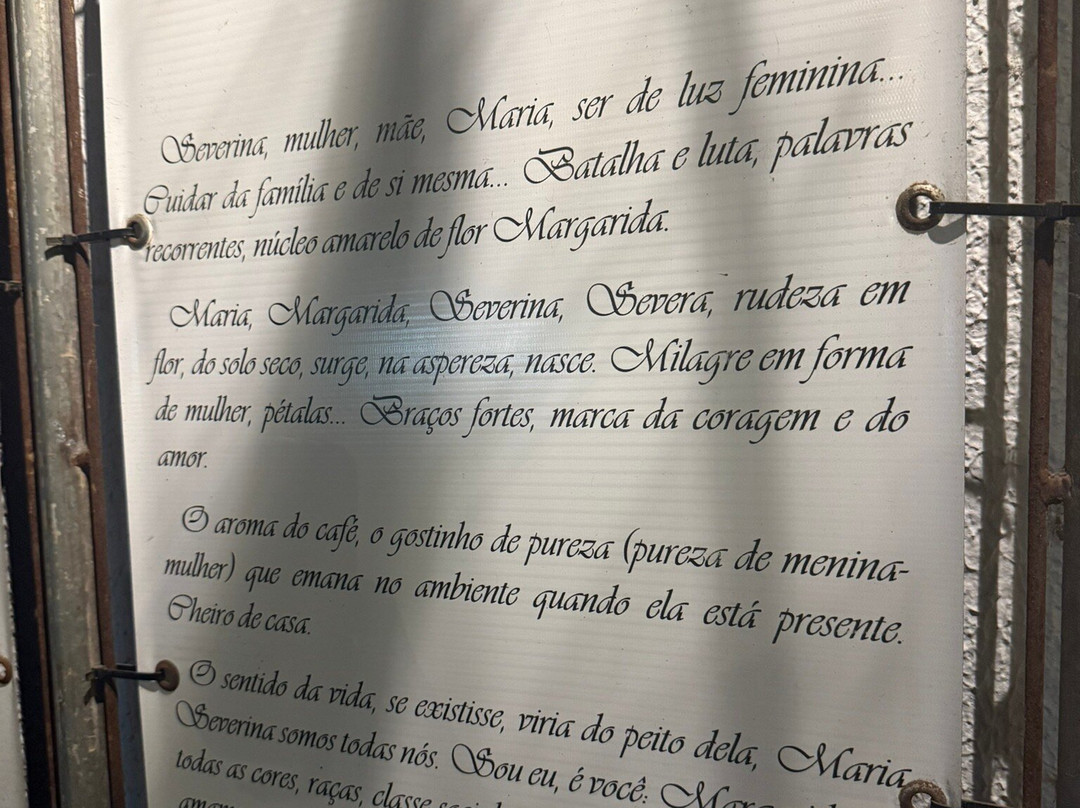 Severina, mulher, mãe, Maria, ser de luz feminina...
Cuidar da família e de si mesma... Batalha e luta, palavras
recorrentes, núcleo amarelo de flor Margarida.
Maria, Margarida, Severina, Severa, rudeza em
flor, do solo seco, surge, na aspereza, nasce. Milagre em forma
de mulher, pétalas... Braços fortes, marca da coragem e do
amor.
O aroma do café, o gostinho de pureza (pureza de menina-
mulher) que emana no ambiente quando ela está presente.
Cheiro de casa.
O sentido da vida, se existisse, viria do peito dela, Maria
Severina somos todas nós. Sou eu, é você:
todas as cores, raças, classe